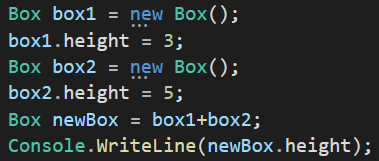 Box box1 = new Box();
box1.height = 3;
Box box2 = new Box();
box2.height = 5;
Box newBox = box1+box2;
Console.WriteLine(newBox.height);